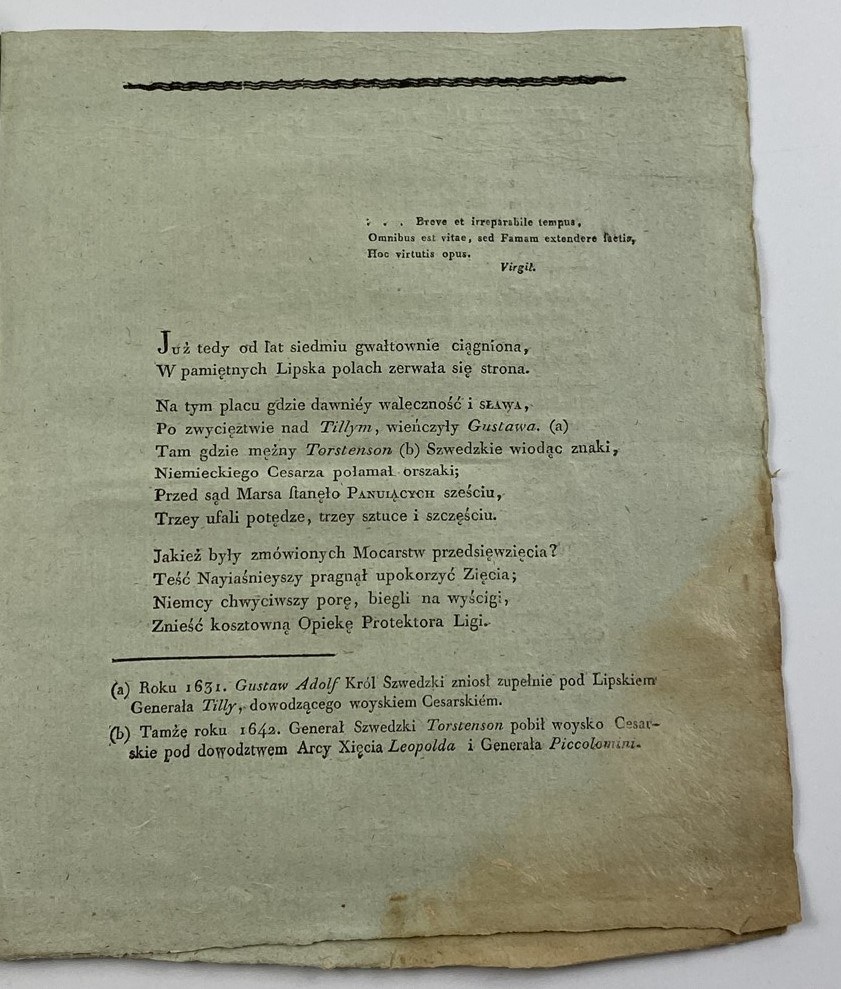 . . . Breve et irreparabile tempus,
Omnibus est vitae, sed Famam extendere factis,
Hoc virtutis opus.
Virgil.
Już tedy od lat siedmiu gwałtownie ciągniona,
W pamiętnych Lipska polach zerwała się strona.
Na tym placu gdzie dawniéy waleczność i SŁAWA,
Po zwycięztwie nad Tillym, wieńczyły Gustawa. (a)
Tam gdzie mężny Torstenson (b) Szwedzkie wiodąc znaki,
Niemieckiego Cesarza połamał orszaki;
Przed sąd Marsa ſtanęło PANUIĄCYCH sześciu,
Trzey ufali potędze, trzey sztuce i szczęściu.
Jakież były zmówionych Mocarstw przedsięwzięcia?
Teść Nayiaśnieyszy pragnął upokorzyć Zięcia;
Niemcy chwyciwszy porę, biegli na wyścigi,
Znieść kosztowną Opiekę Protektora Ligi.
(a) Roku 1631. Gustaw Adolf Król Szwedzki zniosł zupełnie pod Lipskiem
Generała Tilly, dowodzącego woyskiem Cesarskiém.
(b) Tamże roku 1642. Generał Szwedzki Torstenson pobił woysko Cesar-
skie pod dowodztwem Arcy Xięcia Leopolda i Generała Piccolomini.